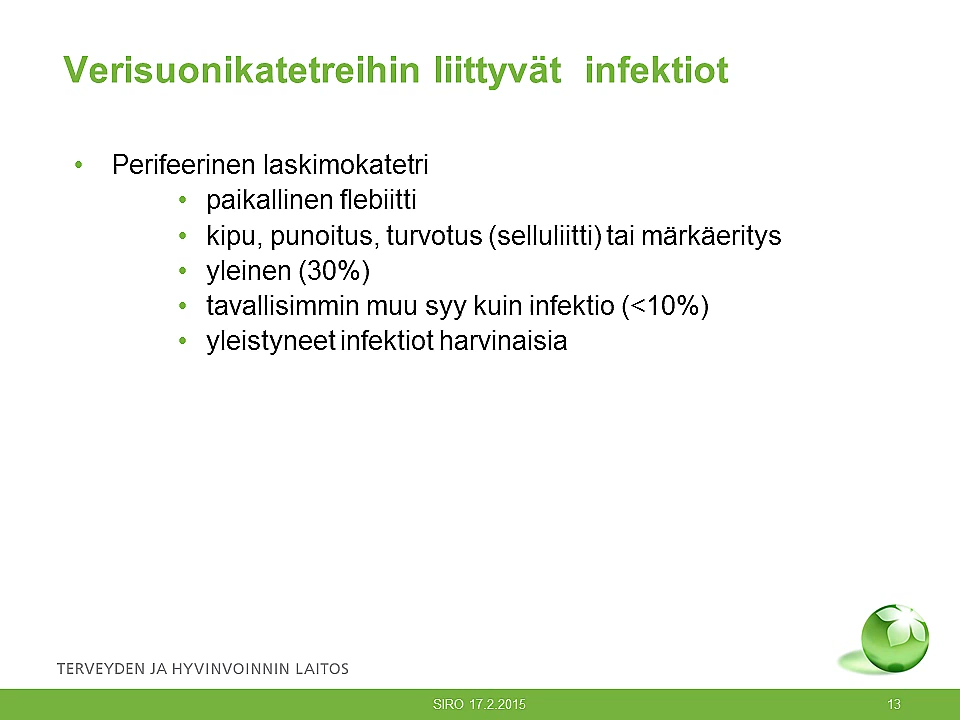 Verisuonikatetreihin liittyvät infektiot
• Perifeerinen laskimokatetri
• paikallinen flebiitti
• kipu, punoitus, turvotus (selluliitti) tai märkäeritys
• yleinen (30%)
• tavallisimmin muu syy kuin infektio (<10%)
• yleistyneet infektiot harvinaisia
TERVEYDEN JA HYVINVOINNIN LAITOS
SIRO 17.2.2015 13